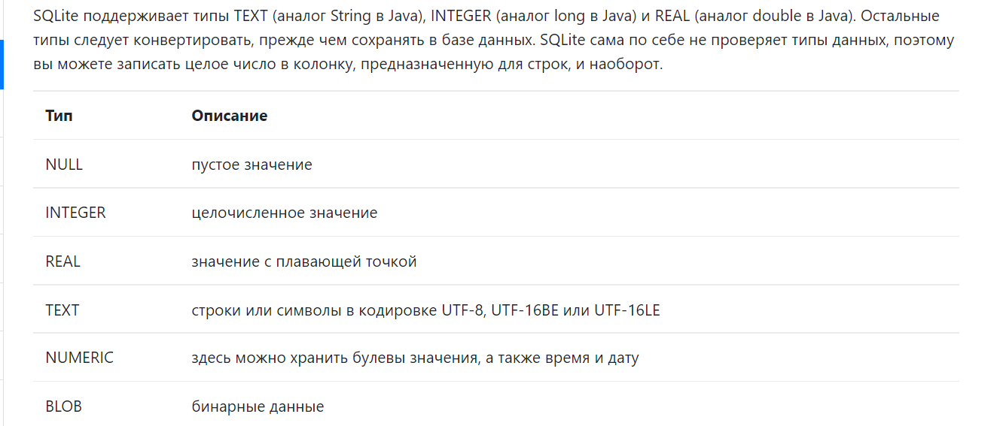 SQLite поддерживает типы TEXT (аналог String в Java), INTEGER (аналог long в Java) и REAL (аналог double в Java). Остальные
типы следует конвертировать, прежде чем сохранять в базе данных. SQLite сама по себе не проверяет типы данных, поэтому
вы можете записать целое число в колонку, предназначенную для строк, и наоборот.
Тип Описание
NULL пустое значение
INTEGER целочисленное значение
REAL значение с плавающей точкой
TEXT строки или символы в кодировке UTF-8, UTF-16BE или UTF-16LE
NUMERIC здесь можно хранить булевы значения, а также время и дату
BLOB бинарные данные